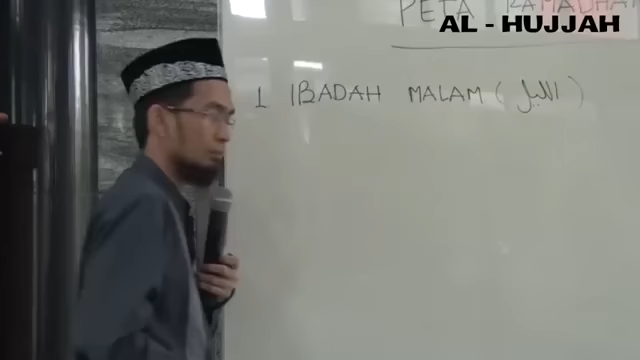 PETA RAMADHAN
AL - HUJJAH
1 IBADAH MALAM ( الليل )